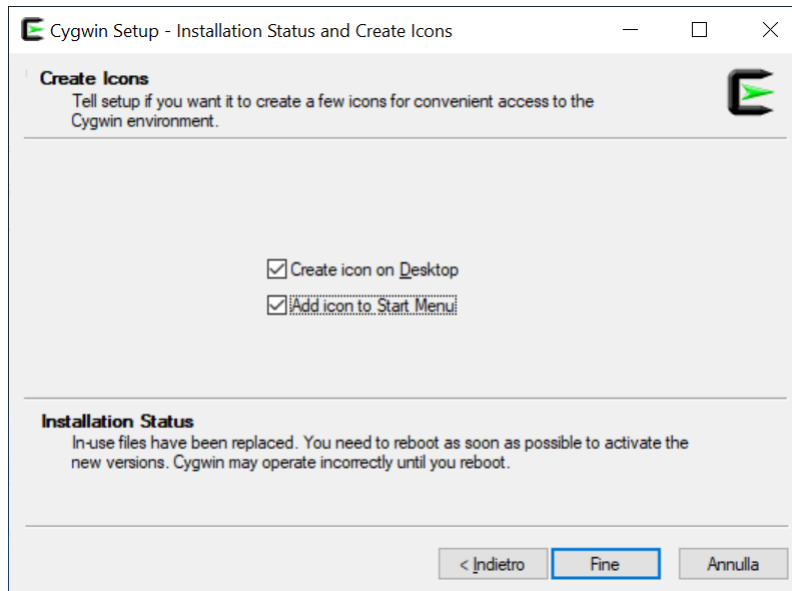 Cygwin Setup - Installation Status and Create Icons
Create Icons
Tell setup if you want it to create a few icons for convenient access to the
Cygwin environment.
Create icon on Desktop
Add icon to Start Menu
Installation Status
In-use files have been replaced. You need to reboot as soon as possible to activate the
new versions. Cygwin may operate incorrectly until you reboot.
< Indietro
Fine
Annulla